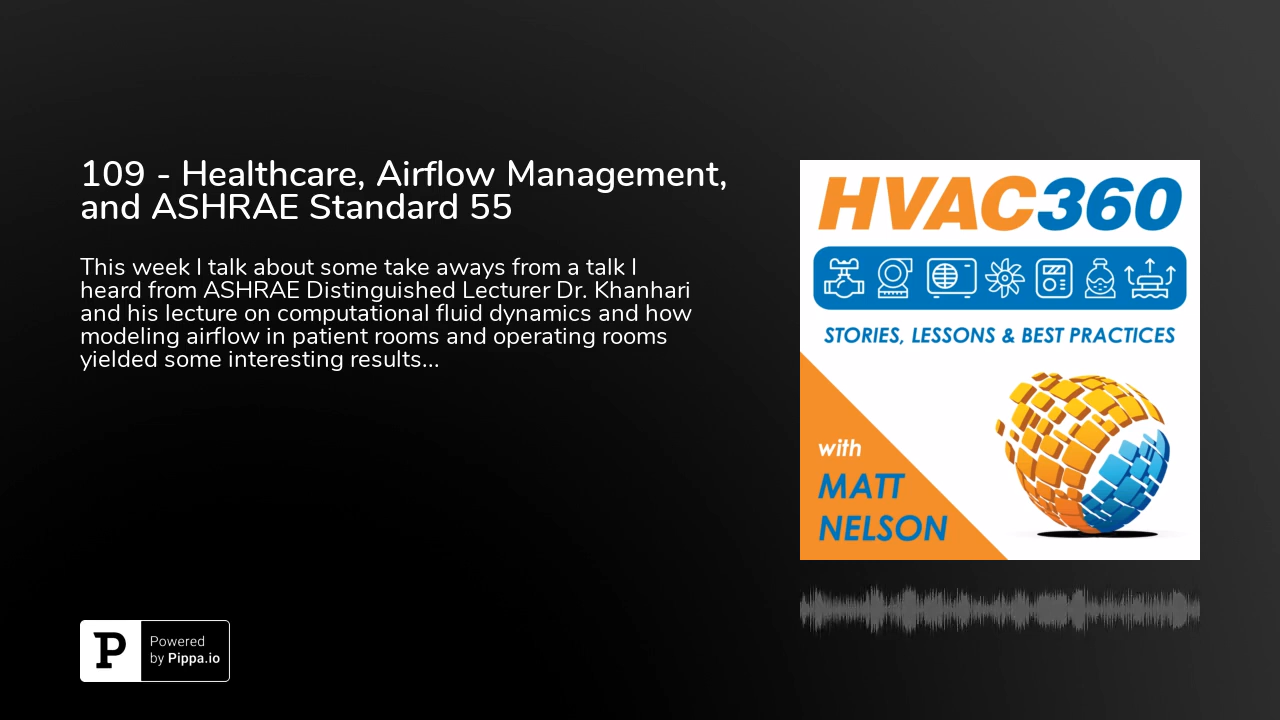 109 - Healthcare, Airflow Management,
and ASHRAE Standard 55
This week I talk about some take aways from a talk I
heard from ASHRAE Distinguished Lecturer Dr. Khanhari
and his lecture on computational fluid dynamics and how
modeling airflow in patient rooms and operating rooms
yielded some interesting results...
HVAC360
STORIES, LESSONS & BEST PRACTICES
with
MATT
NELSON
P
Powered
by Pippa.io